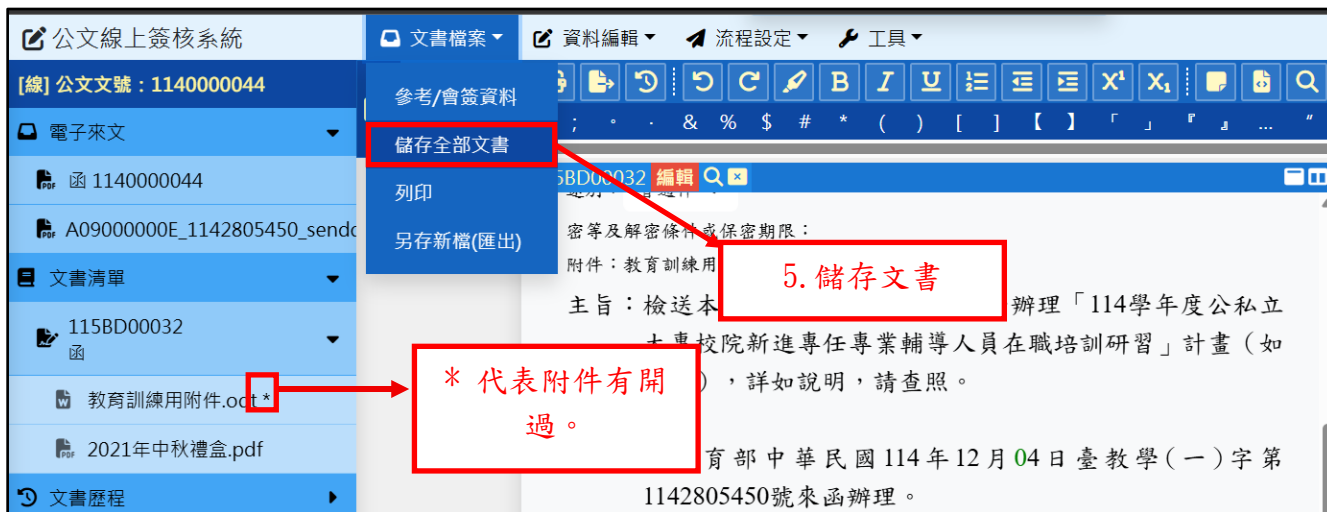 公文線上簽核系統
文書檔案 資料編輯 流程設定 工具
[線] 公文文號：1140000044
電子來文
函 1140000044
A09000000E_1142805450_sendc
文書清單
115BD00032
函
教育訓練用附件.odt *
2021年中秋禮盒.pdf
文書歷程
參考/會簽資料
儲存全部文書
列印
另存新檔(匯出)
B I U X¹ X₁
; 。 · & % $ # * ( ) [ ] 【 】 「 」 『 』 … "
5BD00032 編輯
密等及解密條件或保密期限：
附件：教育訓練用
主旨：檢送本 辦理「114學年度公私立
大專校院新進專任專業輔導人員在職培訓研習」計畫（如
），詳如說明，請查照。
育部中華民國114年12月04日臺教學(一)字第
1142805450號來函辦理。
5.儲存文書
* 代表附件有開
過。